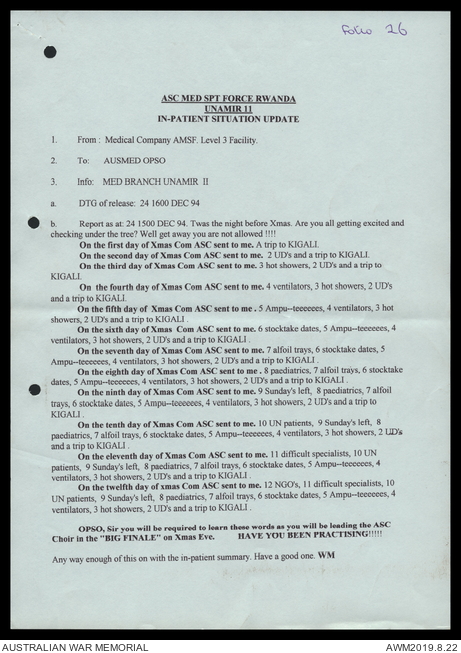 Folio 26
ASC MED SPT FORCE RWANDA
UNAMIR 11
IN-PATIENT SITUATION UPDATE
1. From : Medical Company AMSF. Level 3 Facility.
2. To: AUSMED OPSO
3. Info: MED BRANCH UNAMIR II
a. DTG of release: 24 1600 DEC 94
b. Report as at: 24 1500 DEC 94. Twas the night before Xmas. Are you all getting excited and
checking under the tree? Well get away you are not allowed !!!!
On the first day of Xmas Com ASC sent to me. A trip to KIGALI.
On the second day of Xmas Com ASC sent to me. 2 UD's and a trip to KIGALI.
On the third day of Xmas Com ASC sent to me. 3 hot showers, 2 UD's and a trip to
KIGALI.
On the fourth day of Xmas Com ASC sent to me. 4 ventilators, 3 hot showers, 2 UD's
and a trip to KIGALI.
On the fifth day of Xmas Com ASC sent to me . 5 Ampu--teeeeees, 4 ventilators, 3 hot
showers, 2 UD's and a trip to KIGALI .
On the sixth day of Xmas Com ASC sent to me. 6 stocktake dates, 5 Ampu--teeeeees, 4
ventilators, 3 hot showers, 2 UD's and a trip to KIGALI .
On the seventh day of Xmas Com ASC sent to me. 7 alfoil trays, 6 stocktake dates, 5
Ampu--teeeeees, 4 ventilators, 3 hot showers, 2 UD's and a trip to KIGALI .
On the eighth day of Xmas Com ASC sent to me . 8 paediatrics, 7 alfoil trays, 6 stocktake
dates, 5 Ampu--teeeeees, 4 ventilators, 3 hot showers, 2 UD's and a trip to KIGALI .
On the ninth day of Xmas Com ASC sent to me. 9 Sunday's left, 8 paediatrics, 7 alfoil
trays, 6 stocktake dates, 5 Ampu--teeeeees, 4 ventilators, 3 hot showers, 2 UD's and a trip to
KIGALI .
On the tenth day of Xmas Com ASC sent to me. 10 UN patients, 9 Sunday's left, 8
paediatrics, 7 alfoil trays, 6 stocktake dates, 5 Ampu--teeeeees, 4 ventilators, 3 hot showers, 2 UD's
and a trip to KIGALI .
On the eleventh day of Xmas Com ASC sent to me. 11 difficult specialists, 10 UN
patients, 9 Sunday's left, 8 paediatrics, 7 alfoil trays, 6 stocktake dates, 5 Ampu--teeeeees, 4
ventilators, 3 hot showers, 2 UD's and a trip to KIGALI .
On the twelfth day of Xmas Com ASC sent to me. 12 NGO's, 11 difficult specialists, 10
UN patients, 9 Sunday's left, 8 paediatrics, 7 alfoil trays, 6 stocktake dates, 5 Ampu--teeeeees, 4
ventilators, 3 hot showers, 2 UD's and a trip to KIGALI .
OPSO, Sir you will be required to learn these words as you will be leading the ASC
Choir in the "BIG FINALE" on Xmas Eve. HAVE YOU BEEN PRACTISING!!!!!
Any way enough of this on with the in-patient summary. Have a good one. WM
AUSTRALIAN WAR MEMORIAL AWM2019.8.22